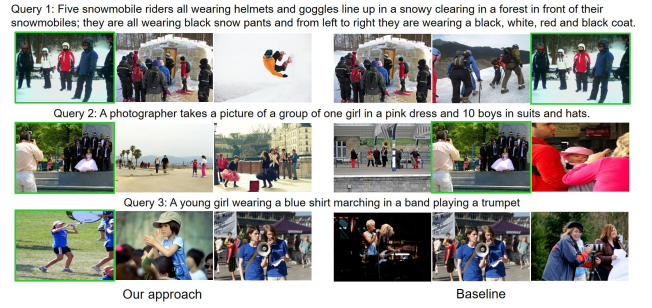 Query 1: Five snowmobile riders all wearing helmets and goggles line up in a snowy clearing in a forest in front of their
snowmobiles; they are all wearing black snow pants and from left to right they are wearing a black, white, red and black coat.
Query 2: A photographer takes a picture of a group of one girl in a pink dress and 10 boys in suits and hats.
Query 3: A young girl wearing a blue shirt marching in a band playing a trumpet
Our approach
Baseline